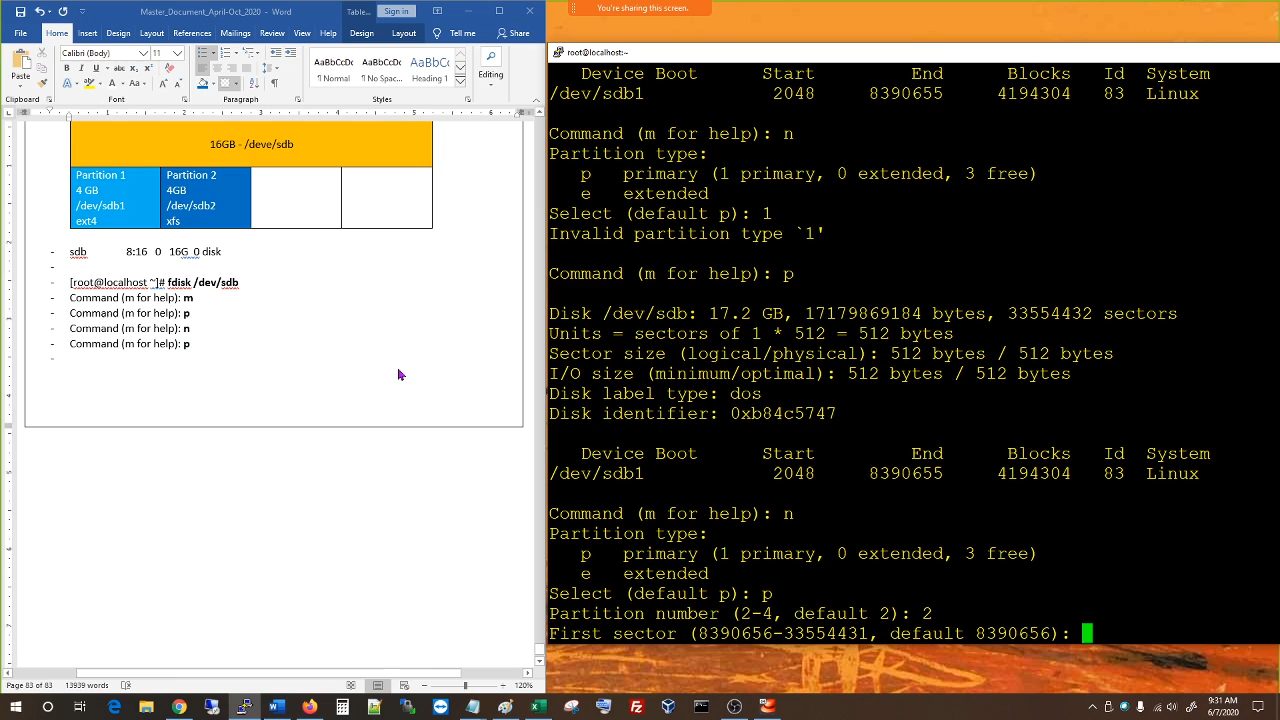 Master_Document_April-Oct_2020 - Word
Table...
Sign in
You're sharing this screen.
File
Home
Insert
Draw
Design
Layout
References
Mailings
Review
View
Help
Design
Layout
Tell me
Share
Paste
Calibri (Body)
11
AaBbCcDc
AaBbCcDc
AaBbCc
¶ Normal
¶ No Spac...
Heading 1
Editing
Clipboard
Font
Paragraph
Styles
16GB - /deve/sdb
Partition 1
4 GB
/dev/sdb1
ext4
Partition 2
4GB
/dev/sdb2
xfs
- sdb 8:16 0 16G 0 disk
-
- [root@localhost ~]# fdisk /dev/sdb
- Command (m for help): m
- Command (m for help): p
- Command (m for help): n
- Command (m for help): p
-
Page 83 of 83
13939 words
120%
root@localhost:~
Device Boot Start End Blocks Id System
/dev/sdb1 2048 8390655 4194304 83 Linux
Command (m for help): n
Partition type:
p primary (1 primary, 0 extended, 3 free)
e extended
Select (default p): 1
Invalid partition type `1'
Command (m for help): p
Disk /dev/sdb: 17.2 GB, 17179869184 bytes, 33554432 sectors
Units = sectors of 1 * 512 = 512 bytes
Sector size (logical/physical): 512 bytes / 512 bytes
I/O size (minimum/optimal): 512 bytes / 512 bytes
Disk label type: dos
Disk identifier: 0xb84c5747
Device Boot Start End Blocks Id System
/dev/sdb1 2048 8390655 4194304 83 Linux
Command (m for help): n
Partition type:
p primary (1 primary, 0 extended, 3 free)
e extended
Select (default p): p
Partition number (2-4, default 2): 2
First sector (8390656-33554431, default 8390656):
9:31 AM
6/7/2020